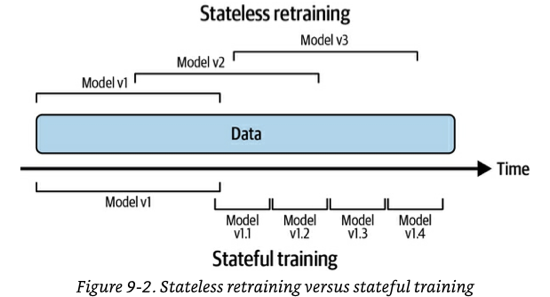 Stateless retraining
Model v3
Model v2
Model v1
Data
Time
Model v1
Model
v1.1
Model
v1.2
Model
v1.3
Model
v1.4
Stateful training
Figure 9-2. Stateless retraining versus stateful training